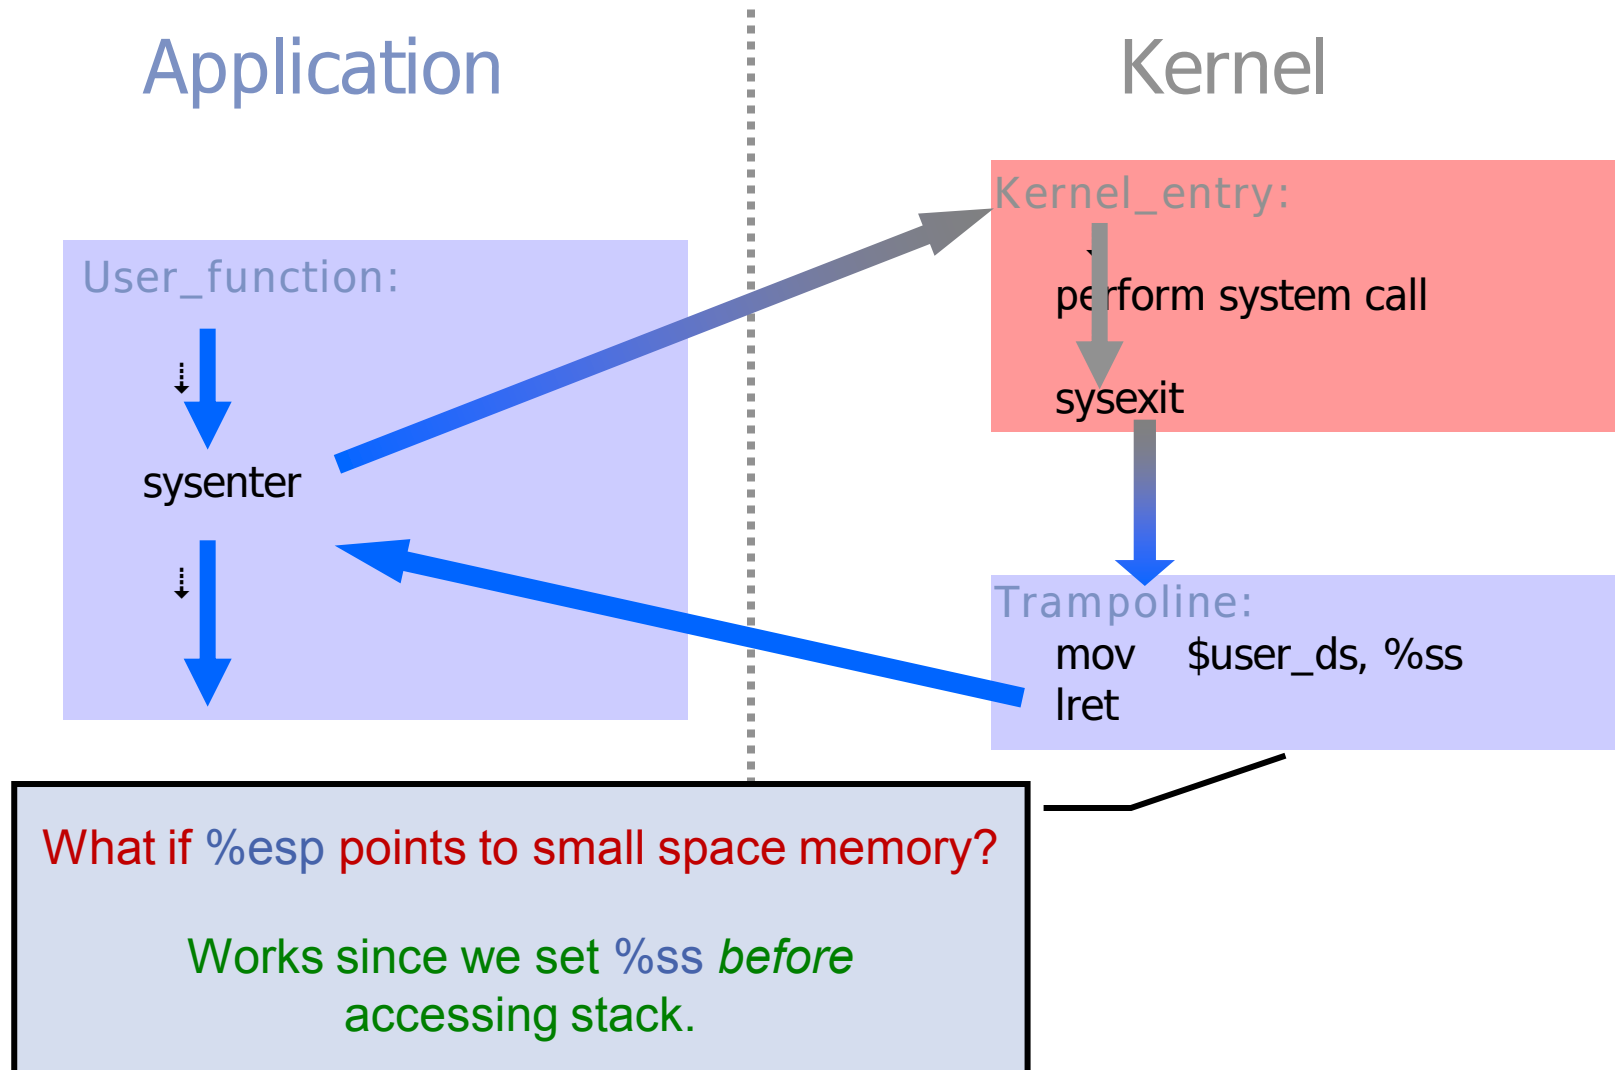 Application
Kernel
User_function:
sysenter
Kernel_entry:
perform system call
sysexit
Trampoline:
mov $user_ds, %ss
lret
What if %esp points to small space memory?
Works since we set %ss before
accessing stack.